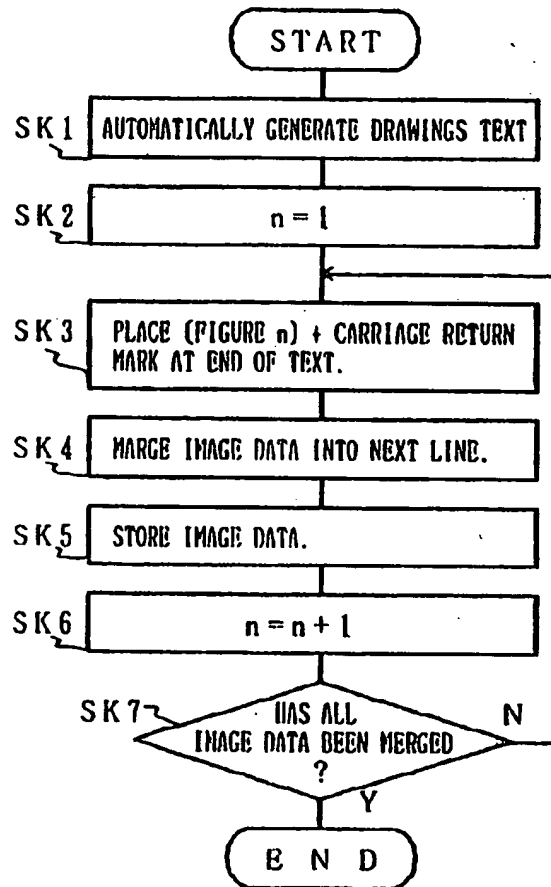 START
SK1
AUTOMATICALLY GENERATE DRAWINGS TEXT
SK2
n = 1
SK3
PLACE (FIGURE n) + CARRIAGE RETURN
MARK AT END OF TEXT.
SK4
MARGE IMAGE DATA INTO NEXT LINE.
SK5
STORE IMAGE DATA.
SK6
n = n + 1
SK7
HAS ALL
IMAGE DATA BEEN MERGED
?
N
Y
END